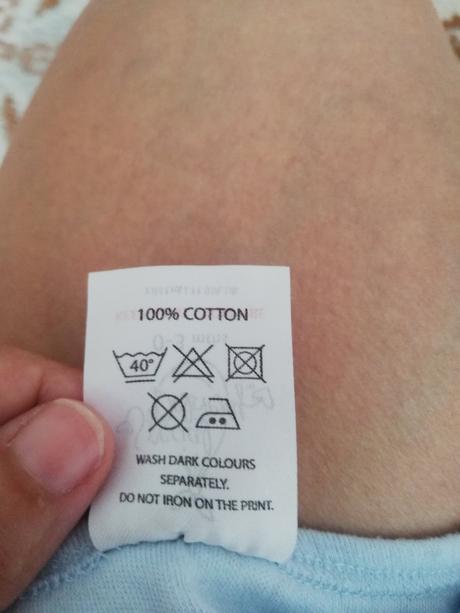 100% COTTON
40°
WASH DARK COLOURS
SEPARATELY.
DO NOT IRON ON THE PRINT.